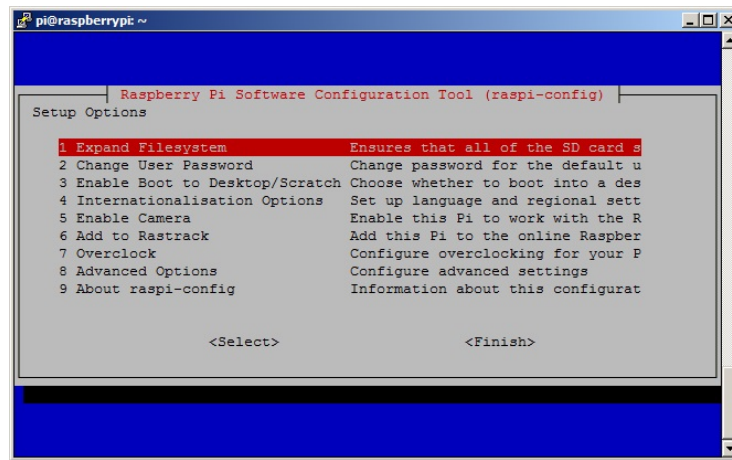 pi@raspberrypi: ~
Raspberry Pi Software Configuration Tool (raspi-config)
Setup Options
1 Expand Filesystem Ensures that all of the SD card s
2 Change User Password Change password for the default u
3 Enable Boot to Desktop/Scratch Choose whether to boot into a des
4 Internationalisation Options Set up language and regional sett
5 Enable Camera Enable this Pi to work with the R
6 Add to Rastrack Add this Pi to the online Raspber
7 Overclock Configure overclocking for your P
8 Advanced Options Configure advanced settings
9 About raspi-config Information about this configurat
<Select> <Finish>